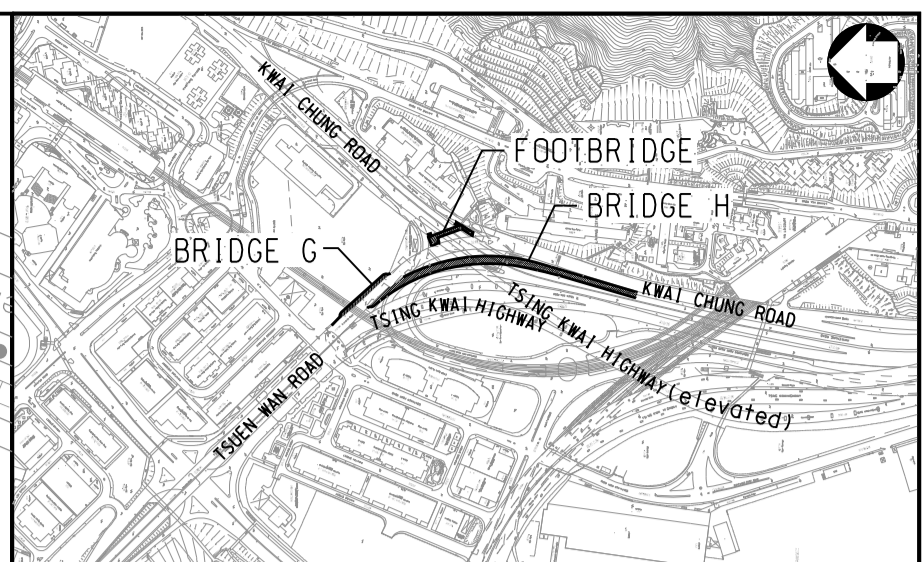 KWAI CHUNG ROAD
FOOTBRIDGE
BRIDGE H
BRIDGE G
KWAI CHUNG ROAD
TSING KWAI HIGHWAY
TSING KWAI HIGHWAY(elevated)
TSUEN WAN ROAD